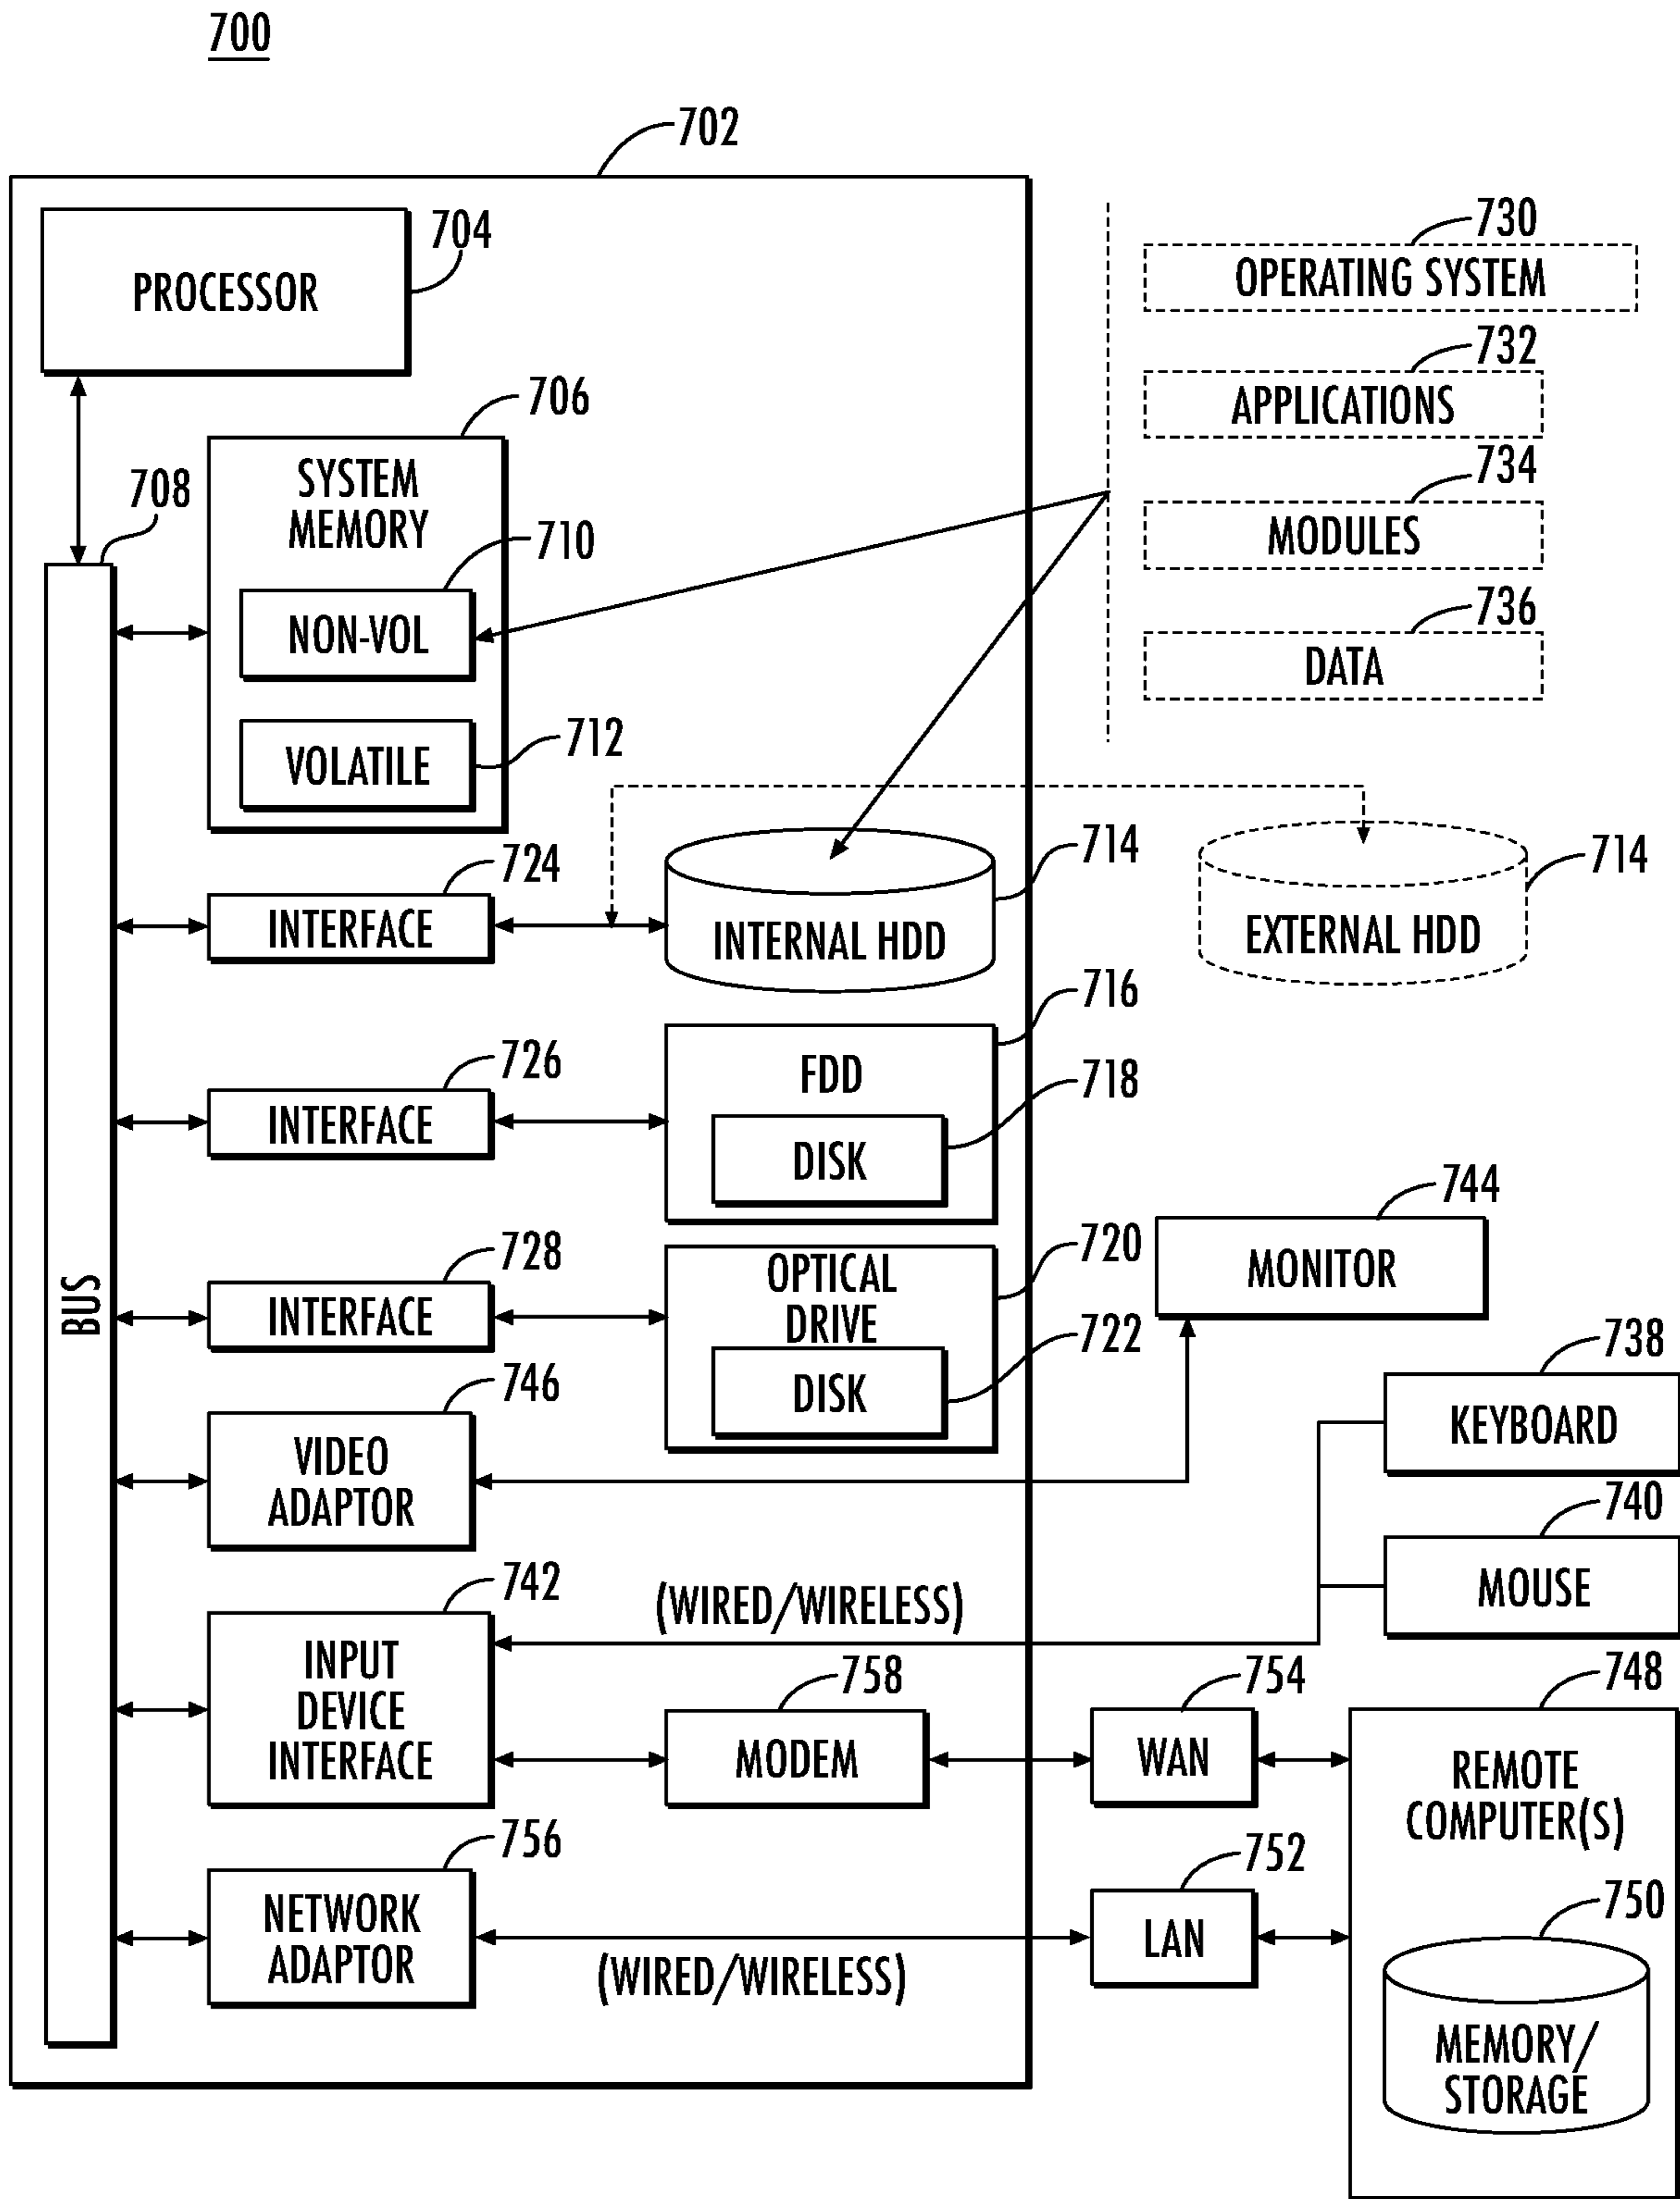 700
702
PROCESSOR
704
730
OPERATING SYSTEM
732
APPLICATIONS
734
MODULES
736
DATA
706
SYSTEM
MEMORY
708
710
NON-VOL
712
VOLATILE
BUS
724
INTERFACE
714
INTERNAL HDD
714
EXTERNAL HDD
716
FDD
718
DISK
726
INTERFACE
728
INTERFACE
720
OPTICAL
DRIVE
722
DISK
744
MONITOR
746
VIDEO
ADAPTOR
738
KEYBOARD
740
MOUSE
742
INPUT
DEVICE
INTERFACE
(WIRED/WIRELESS)
758
MODEM
754
WAN
748
REMOTE
COMPUTER(S)
750
MEMORY/
STORAGE
756
NETWORK
ADAPTOR
(WIRED/WIRELESS)
752
LAN